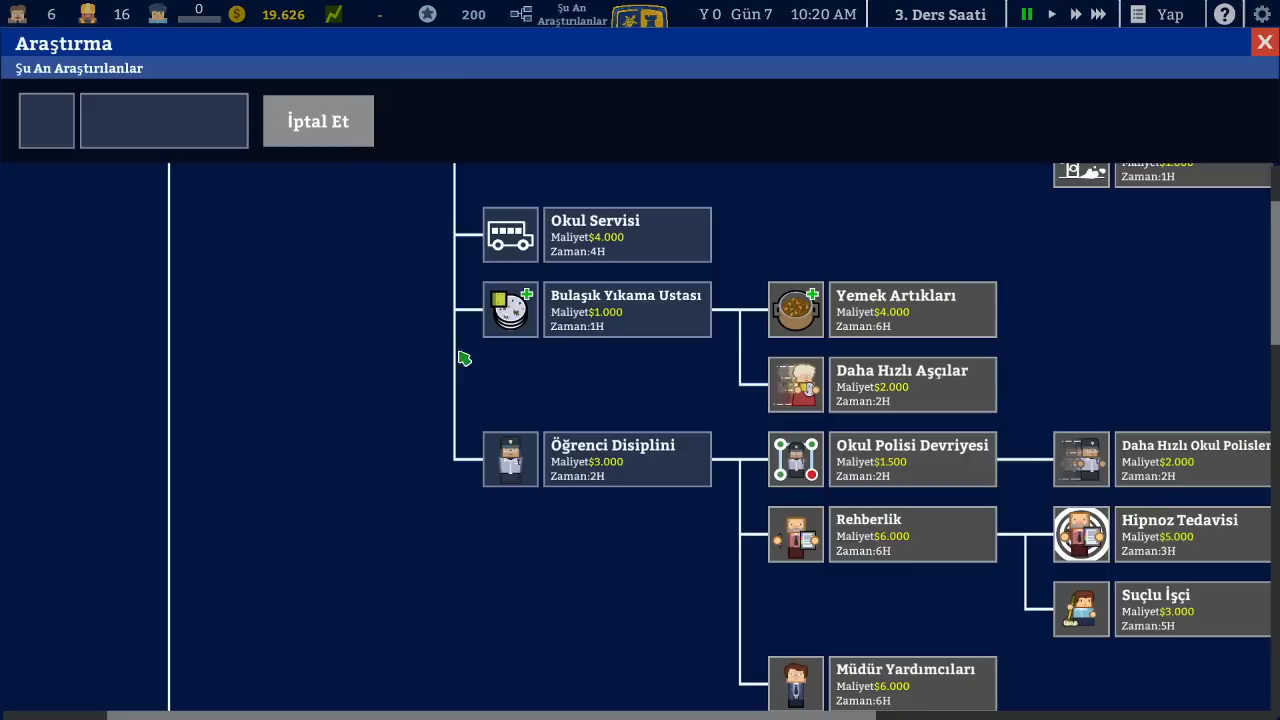 6
16
0
19.626
-
200
Şu An
Araştırılanlar
Y 0 Gün 7
10:20 AM
3. Ders Saati
Yap
?
Araştırma
X
Şu An Araştırılanlar
İptal Et
Zaman:1H
Okul Servisi
Maliyet$4.000
Zaman:4H
Bulaşık Yıkama Ustası
Maliyet$1.000
Zaman:1H
Yemek Artıkları
Maliyet$4.000
Zaman:6H
Daha Hızlı Aşçılar
Maliyet$2.000
Zaman:2H
Öğrenci Disiplini
Maliyet$3.000
Zaman:2H
Okul Polisi Devriyesi
Maliyet$1.500
Zaman:2H
Daha Hızlı Okul Polisler
Maliyet$2.000
Zaman:2H
Rehberlik
Maliyet$6.000
Zaman:6H
Hipnoz Tedavisi
Maliyet$5.000
Zaman:3H
Suçlu İşçi
Maliyet$3.000
Zaman:5H
Müdür Yardımcıları
Maliyet$6.000
Zaman:6H